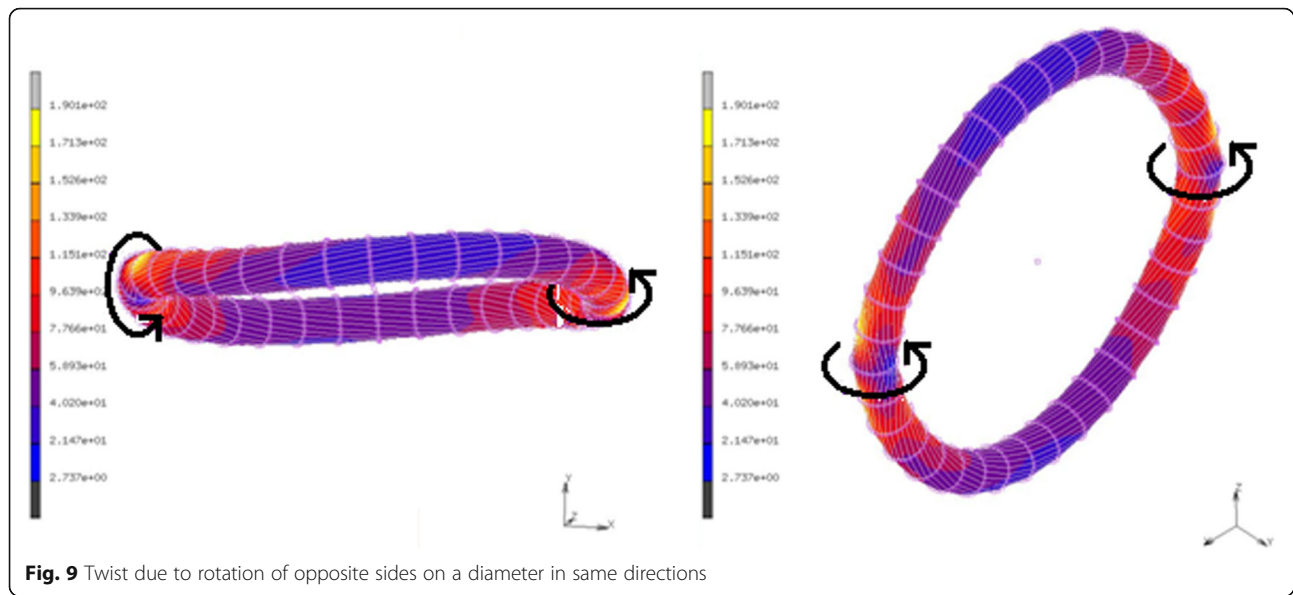 1.901e+02
1.713e+02
1.526e+02
1.339e+02
1.151e+02
9.639e+01
7.766e+01
5.893e+01
4.020e+01
2.147e+01
2.737e+00
Y
Z
X
1.901e+02
1.713e+02
1.526e+02
1.339e+02
1.151e+02
9.639e+01
7.766e+01
5.893e+01
4.020e+01
2.147e+01
2.737e+00
Z
X
Y
Fig. 9 Twist due to rotation of opposite sides on a diameter in same directions